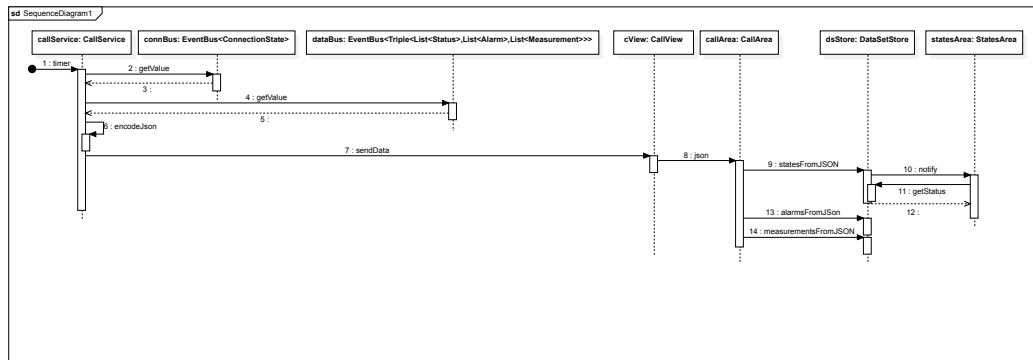 sd SequenceDiagram1
callService: CallService
connBus: EventBus<ConnectionState>
dataBus: EventBus<Triple<List<Status>,List<Alarm>,List<Measurement>>>
cView: CallView
callArea: CallArea
dsStore: DataSetStore
statesArea: StatesArea
1 : timer
2 : getValue
3 :
4 : getValue
5 :
6 : encodeJson
7 : sendData
8 : json
9 : statesFromJSON
10 : notify
11 : getStatus
12 :
13 : alarmsFromJSon
14 : measurementsFromJSON